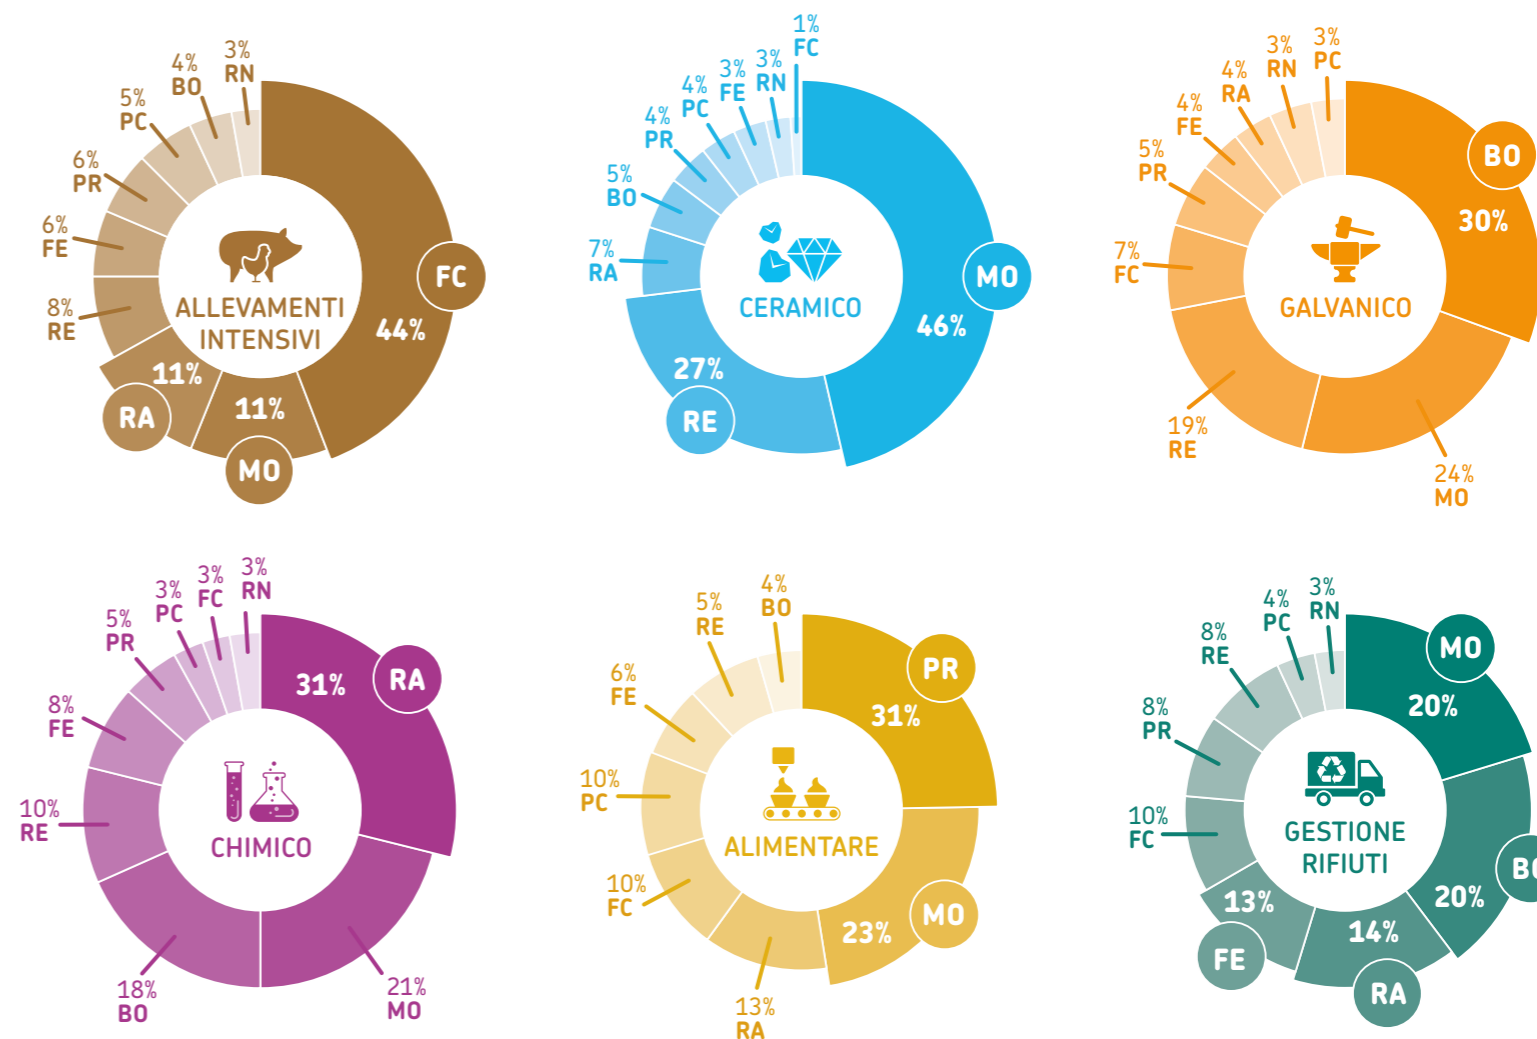 3%
RN
4%
BO
5%
PC
6%
PR
6%
FE
8%
RE
11%
RA
11%
MO
44%
FC
ALLEVAMENTI
INTENSIVI
1%
FC
3%
RN
3%
FE
4%
PC
4%
PR
5%
BO
7%
RA
27%
RE
46%
MO
CERAMICO
3%
PC
3%
RN
4%
RA
4%
FE
5%
PR
7%
FC
19%
RE
24%
MO
30%
BO
GALVANICO
3%
RN
3%
FC
3%
PC
5%
PR
8%
FE
10%
RE
18%
BO
21%
MO
31%
RA
CHIMICO
4%
BO
5%
RE
6%
FE
10%
PC
10%
FC
13%
RA
23%
MO
31%
PR
ALIMENTARE
3%
RN
4%
PC
8%
RE
8%
PR
10%
FC
13%
FE
14%
RA
20%
BO
20%
MO
GESTIONE
RIFIUTI